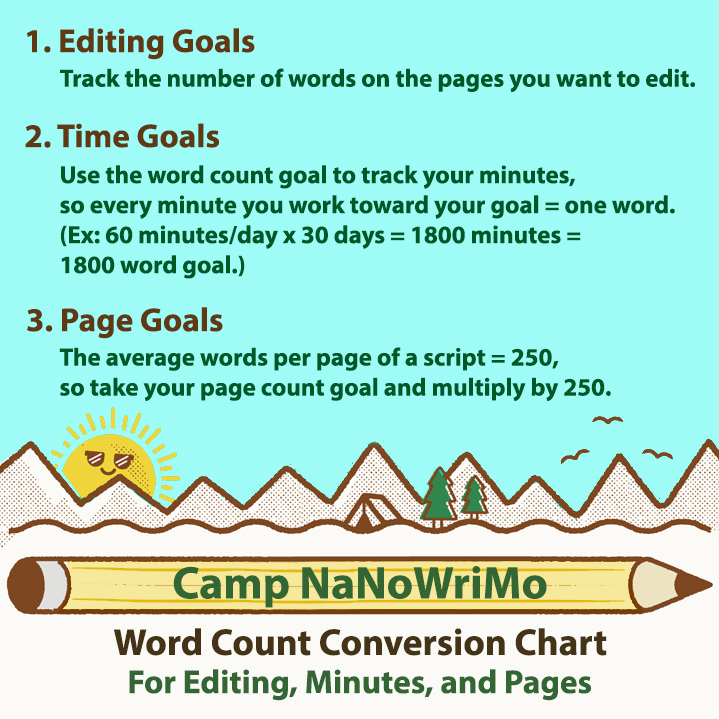 1. Editing Goals
Track the number of words on the pages you want to edit.
2. Time Goals
Use the word count goal to track your minutes,
so every minute you work toward your goal = one word.
(Ex: 60 minutes/day x 30 days = 1800 minutes =
1800 word goal.)
3. Page Goals
The average words per page of a script = 250,
so take your page count goal and multiply by 250.
Camp NaNoWriMo
Word Count Conversion Chart
For Editing, Minutes, and Pages